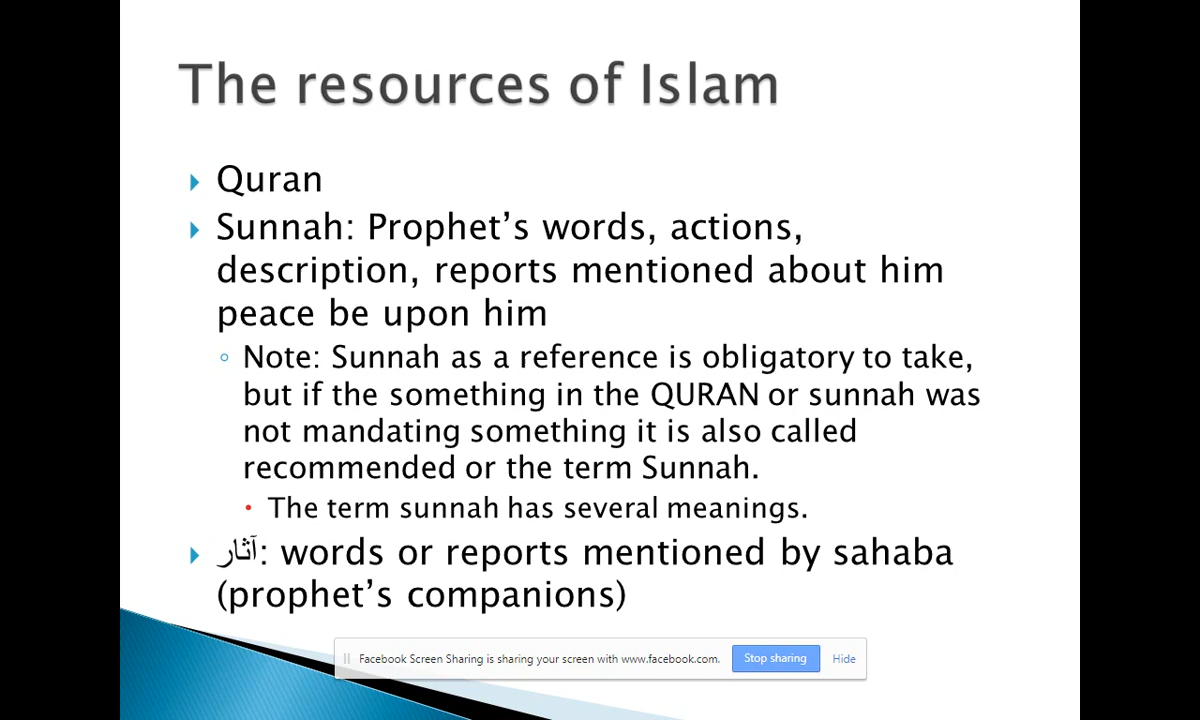 The resources of Islam
Quran
Sunnah: Prophet’s words, actions,
description, reports mentioned about him
peace be upon him
Note: Sunnah as a reference is obligatory to take,
but if the something in the QURAN or sunnah was
not mandating something it is also called
recommended or the term Sunnah.
The term sunnah has several meanings.
آثار: words or reports mentioned by sahaba
(prophet’s companions)
Facebook Screen Sharing is sharing your screen with www.facebook.com. Stop sharing Hide